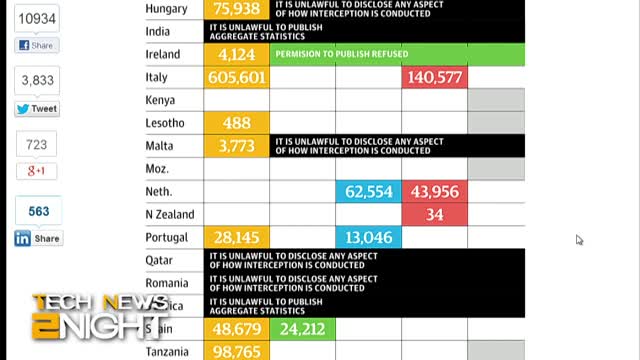 10934
Share
3,833
Tweet
723
g+1
563
in Share
Hungary 75,938 IT IS UNLAWFUL TO DISCLOSE ANY ASPECT
OF HOW INTERCEPTION IS CONDUCTED
India IT IS UNLAWFUL TO PUBLISH
AGGREGATE STATISTICS
Ireland 4,124 PERMISION TO PUBLISH REFUSED
Italy 605,601 140,577
Kenya
Lesotho 488
Malta 3,773 IT IS UNLAWFUL TO DISCLOSE ANY ASPECT
OF HOW INTERCEPTION IS CONDUCTED
Moz.
Neth. 62,554 43,956
N Zealand 34
Portugal 28,145 13,046
Qatar IT IS UNLAWFUL TO DISCLOSE ANY ASPECT
OF HOW INTERCEPTION IS CONDUCTED
Romania IT IS UNLAWFUL TO DISCLOSE ANY ASPECT
OF HOW INTERCEPTION IS CONDUCTED
IT IS UNLAWFUL TO PUBLISH
AGGREGATE STATISTICS
Spain 48,679 24,212
Tanzania 98,765
TECH NEWS
2NIGHT